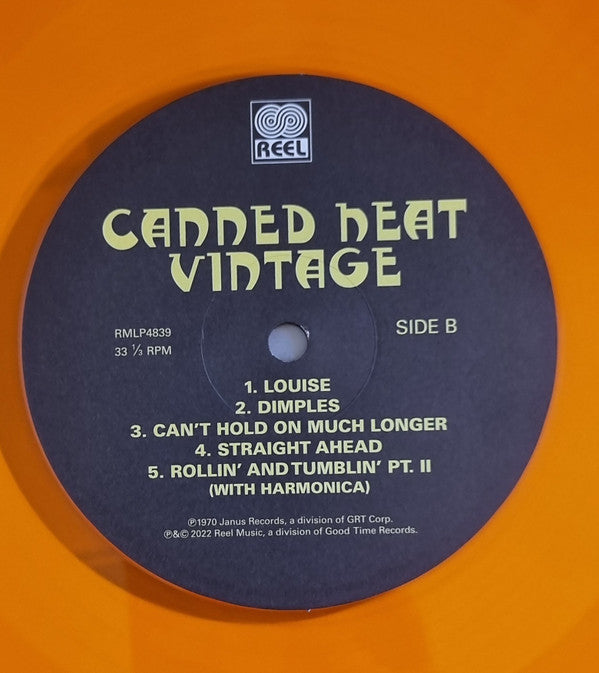 REEL
CANNED HEAT
VINTAGE
RMLP4839
33 ⅓ RPM
SIDE B
1. LOUISE
2. DIMPLES
3. CAN'T HOLD ON MUCH LONGER
4. STRAIGHT AHEAD
5. ROLLIN' AND TUMBLIN' PT. II
(WITH HARMONICA)
℗1970 Janus Records, a division of GRT Corp.
℗&© 2022 Reel Music, a division of Good Time Records.